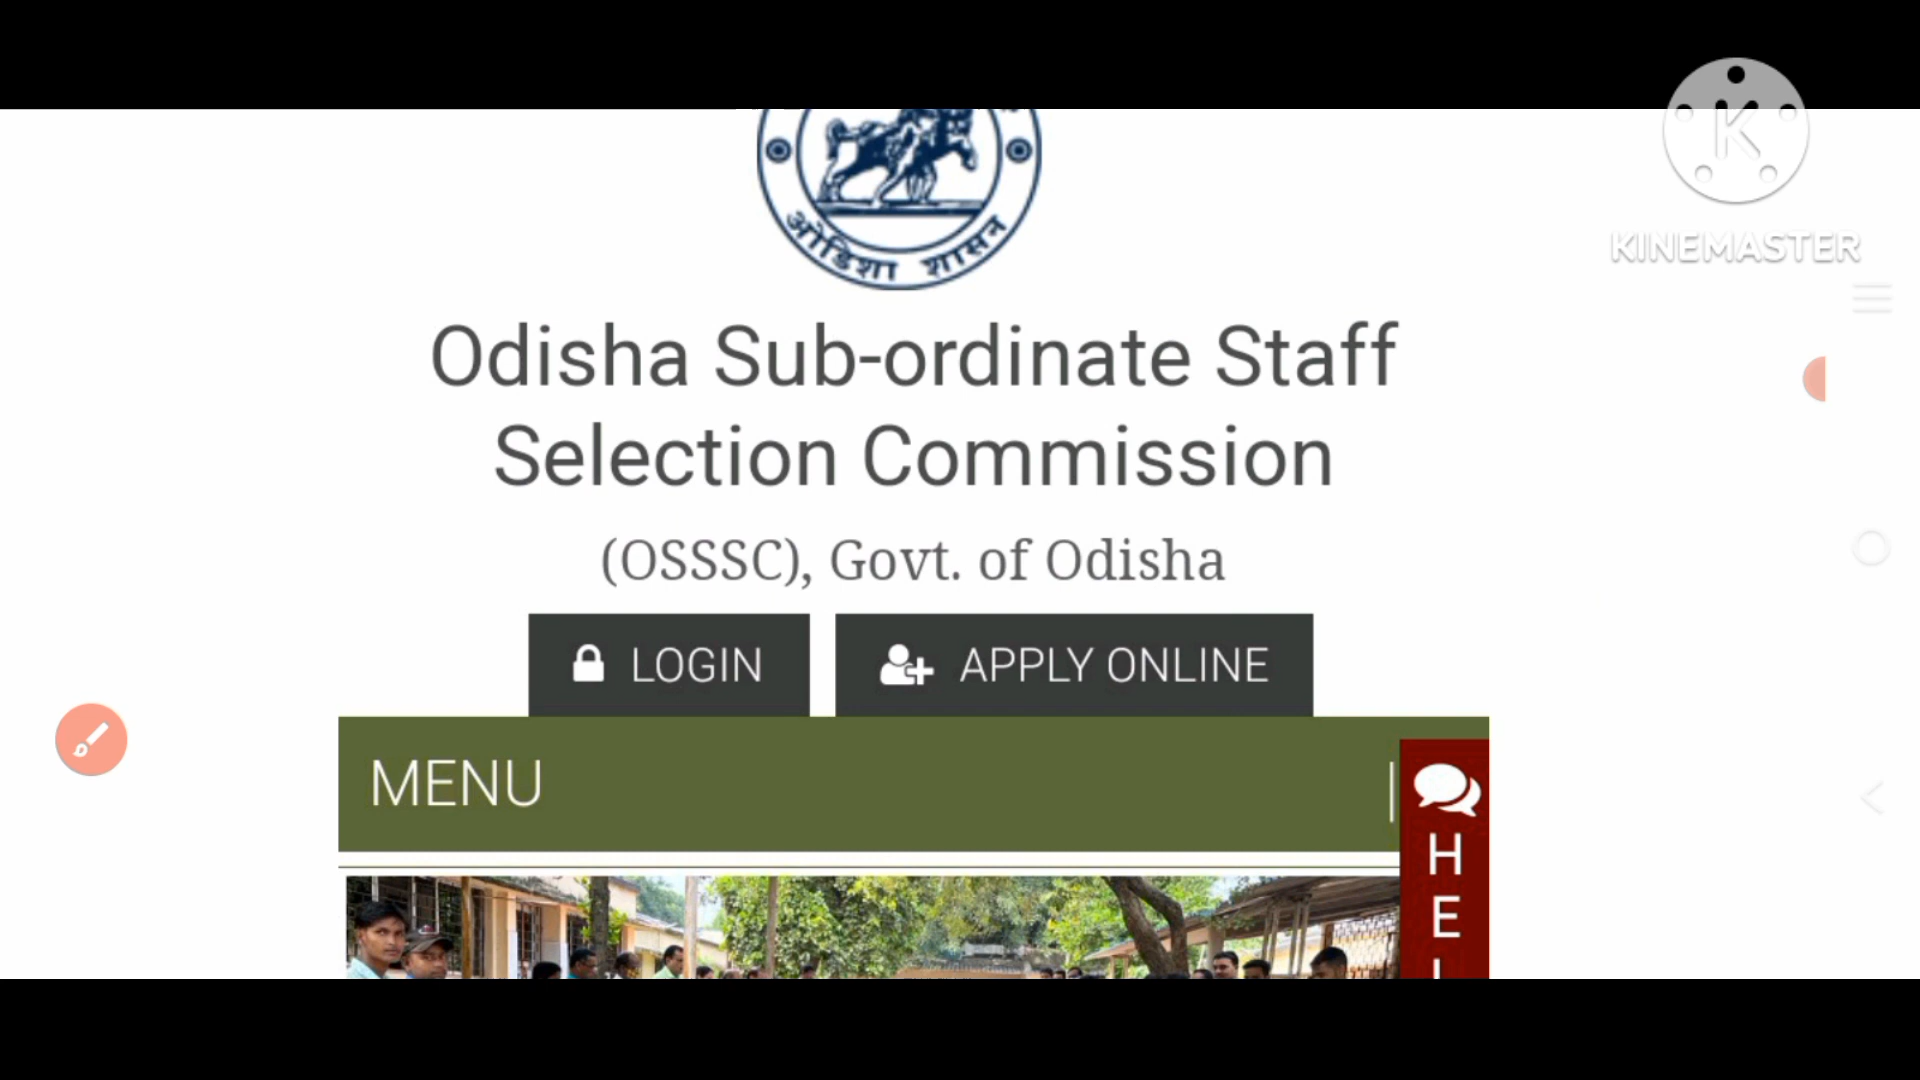 K
KINEMASTER
ओडिशा शासन
Odisha Sub-ordinate Staff
Selection Commission
(OSSSC), Govt. of Odisha
LOGIN
APPLY ONLINE
MENU
H
E